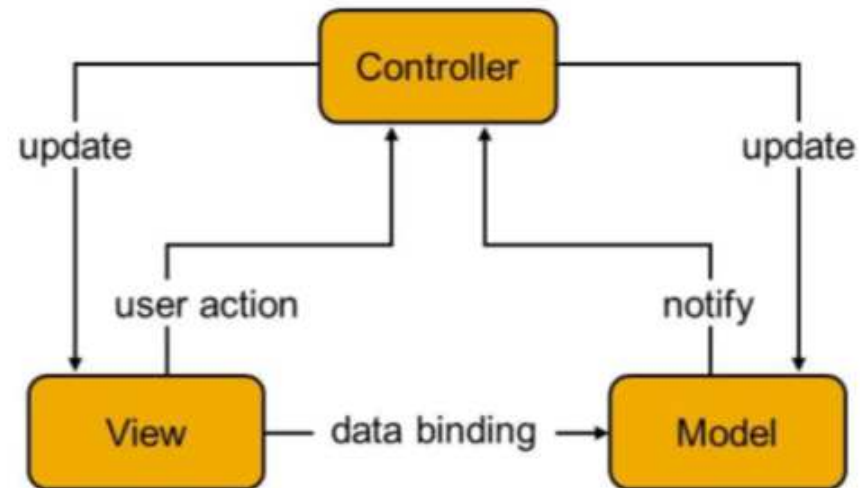 Controller
update
update
user action
notify
View
data binding
Model